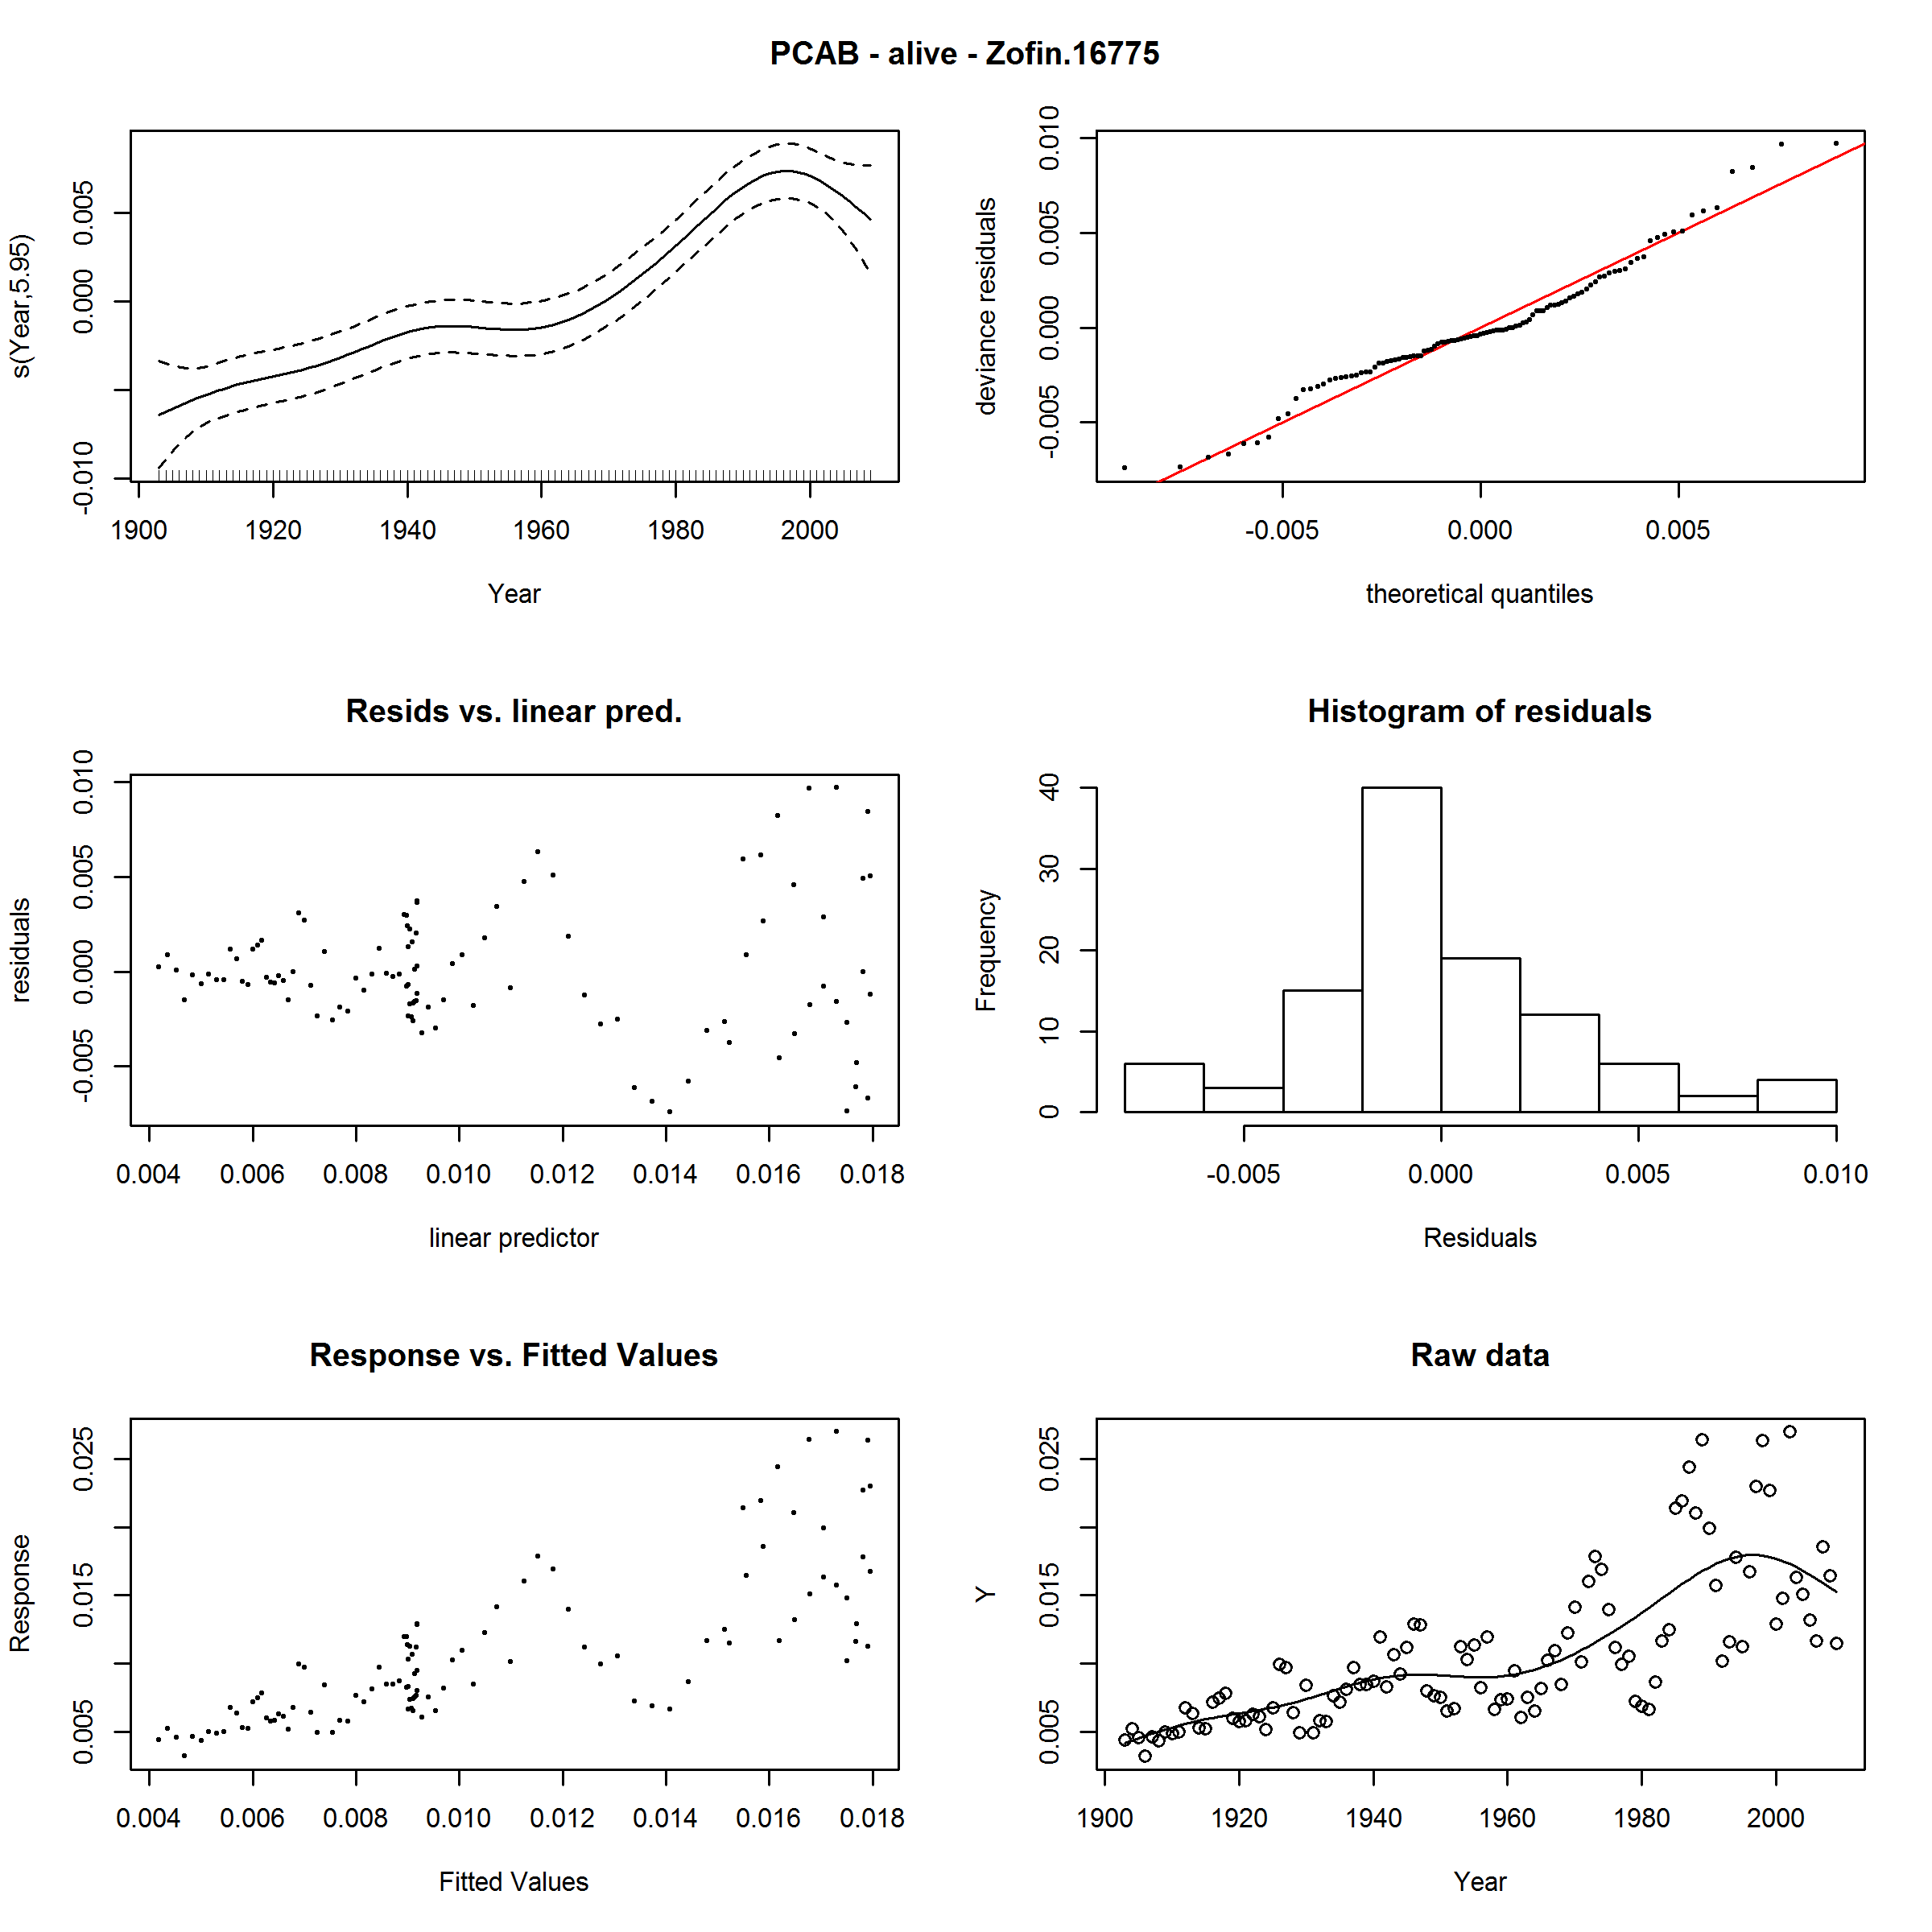 PCAB - alive - Zofin.16775
s(Year,5.95)
-0.010 0.000 0.005
1900 1920 1940 1960 1980 2000
Year
deviance residuals
-0.005 0.000 0.005 0.010
-0.005 0.000 0.005
theoretical quantiles
Resids vs. linear pred.
residuals
-0.005 0.000 0.005 0.010
0.004 0.006 0.008 0.010 0.012 0.014 0.016 0.018
linear predictor
Histogram of residuals
Frequency
0 10 20 30 40
-0.005 0.000 0.005 0.010
Residuals
Response vs. Fitted Values
Response
0.005 0.015 0.025
0.004 0.006 0.008 0.010 0.012 0.014 0.016 0.018
Fitted Values
Raw data
Y
0.005 0.015 0.025
1900 1920 1940 1960 1980 2000
Year